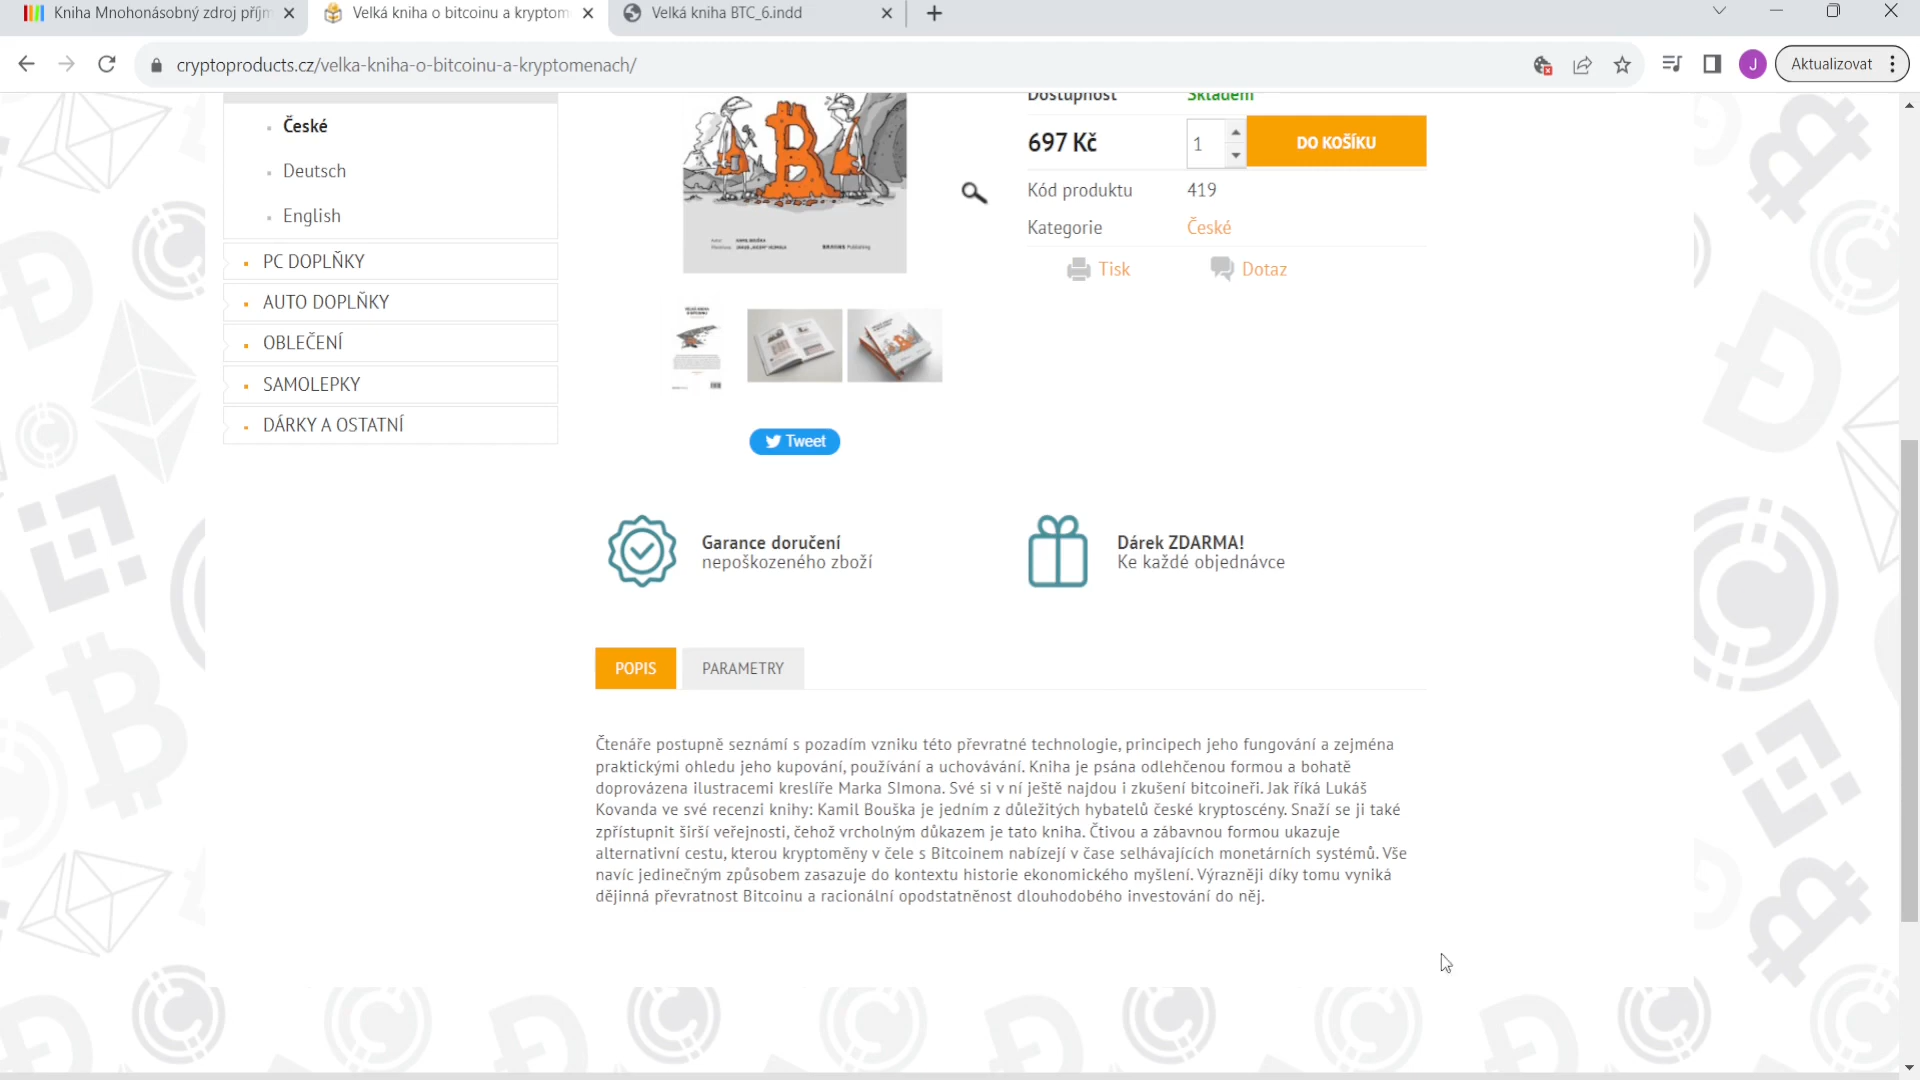 Kniha Mnohonásobný zdroj příjm
Velká kniha o bitcoinu a kryptom
Velká kniha BTC_6.indd
cryptoproducts.cz/velka-kniha-o-bitcoinu-a-kryptomenach/
J
Aktualizovat
České
Deutsch
English
PC DOPLŇKY
AUTO DOPLŇKY
OBLEČENÍ
SAMOLEPKY
DÁRKY A OSTATNÍ
Dostupnost Skladem
697 Kč 1 DO KOŠÍKU
Kód produktu 419
Kategorie České
Tisk Dotaz
Tweet
Garance doručení
nepoškozeného zboží
Dárek ZDARMA!
Ke každé objednávce
POPIS PARAMETRY
Čtenáře postupně seznámí s pozadím vzniku této převratné technologie, principech jeho fungování a zejména
praktickými ohledu jeho kupování, používání a uchovávání. Kniha je psána odlehčenou formou a bohatě
doprovázena ilustracemi kreslíře Marka SImona. Své si v ní ještě najdou i zkušení bitcoineři. Jak říká Lukáš
Kovanda ve své recenzi knihy: Kamil Bouška je jedním z důležitých hybatelů české kryptoscény. Snaží se ji také
zpřístupnit širší veřejnosti, čehož vrcholným důkazem je tato kniha. Čtivou a zábavnou formou ukazuje
alternativní cestu, kterou kryptoměny v čele s Bitcoinem nabízejí v čase selhávajících monetárních systémů. Vše
navíc jedinečným způsobem zasazuje do kontextu historie ekonomického myšlení. Výrazněji díky tomu vyniká
dějinná převratnost Bitcoinu a racionální opodstatněnost dlouhodobého investování do něj.